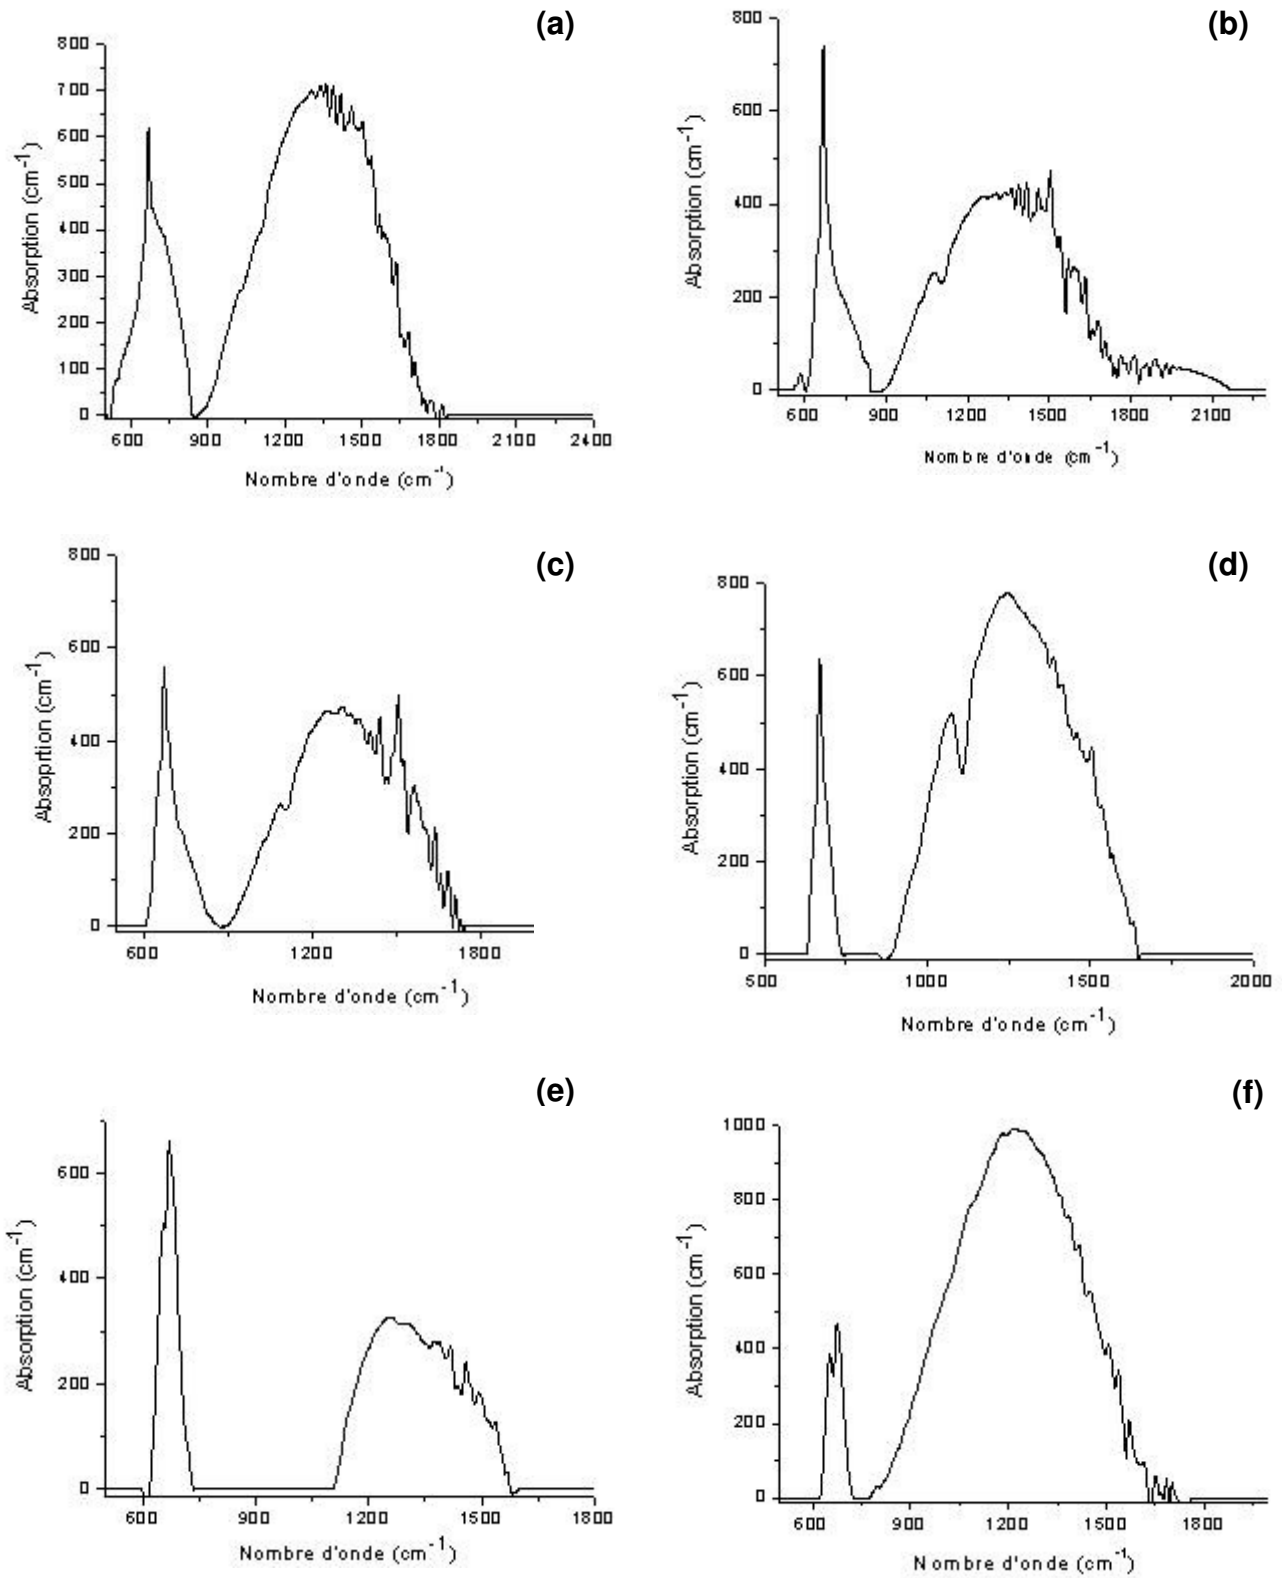 (a)
800
700
600
500
400
300
200
100
0
Absorption (cm-1)
600 900 1200 1500 1800 2100 2400
Nombre d'onde (cm-1)
(b)
800
600
400
200
0
Absorption (cm-1)
600 900 1200 1500 1800 2100
Nombre d'onde (cm-1)
(c)
800
600
400
200
0
Absoprition (cm-1)
600 1200 1800
Nombre d'onde (cm-1)
(d)
800
600
400
200
0
Absorption (cm-1)
500 1000 1500 2000
Nombre d'onde (cm-1)
(e)
600
400
200
0
Absorption (cm-1)
600 900 1200 1500 1800
Nombre d'onde (cm-1)
(f)
1000
800
600
400
200
0
Absorption (cm-1)
600 900 1200 1500 1800
Nombre d'onde (cm-1)